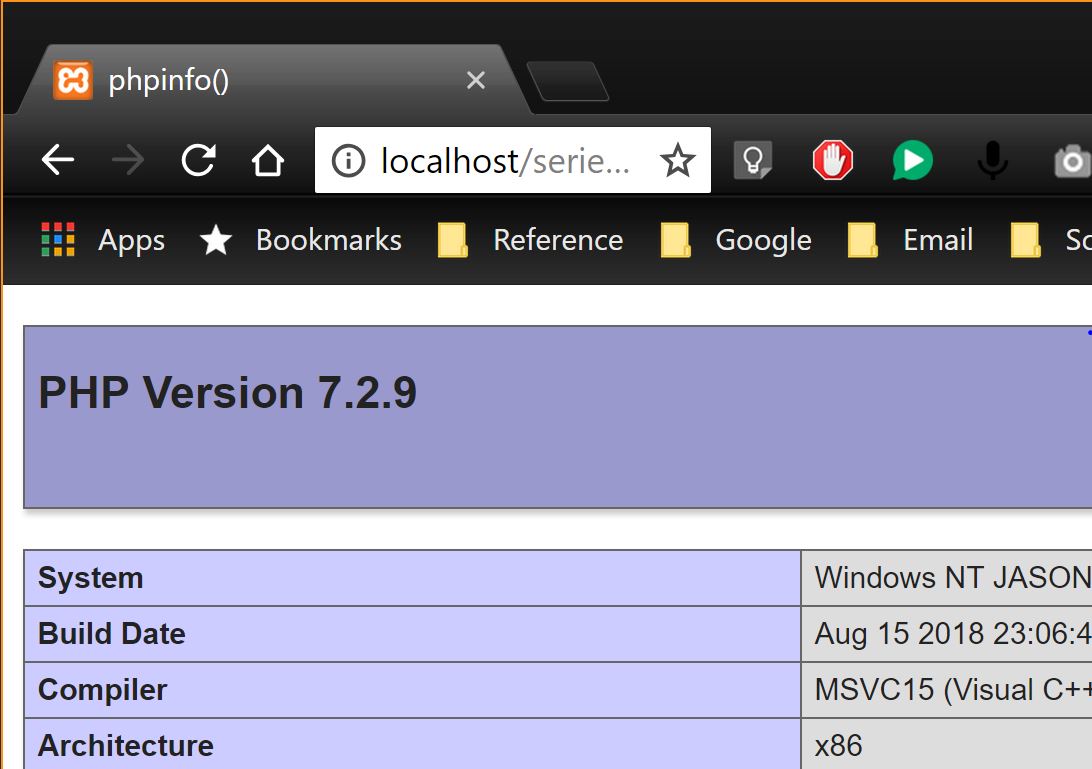 phpinfo()
localhost/serie...
Apps Bookmarks Reference Google Email
PHP Version 7.2.9
System Windows NT JASON
Build Date Aug 15 2018 23:06:4
Compiler MSVC15 (Visual C++
Architecture x86